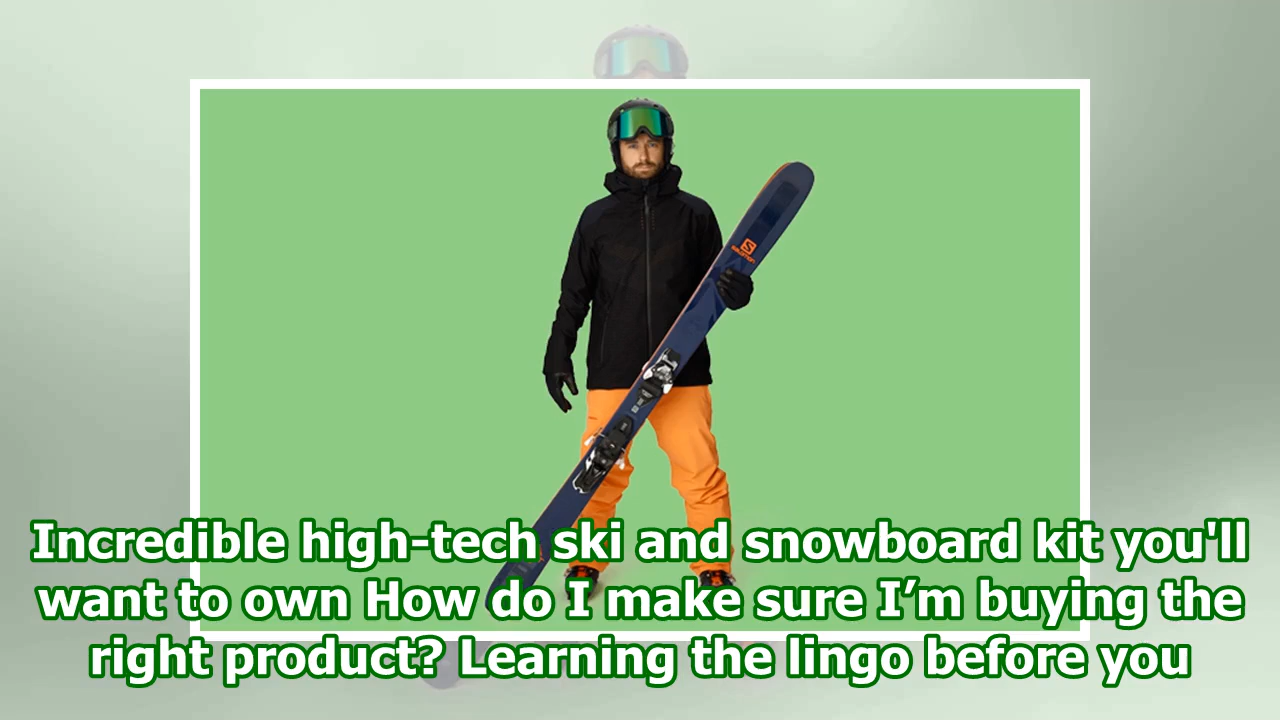 SALOMON
Incredible high-tech ski and snowboard kit you'll
want to own How do I make sure I’m buying the
right product? Learning the lingo before you